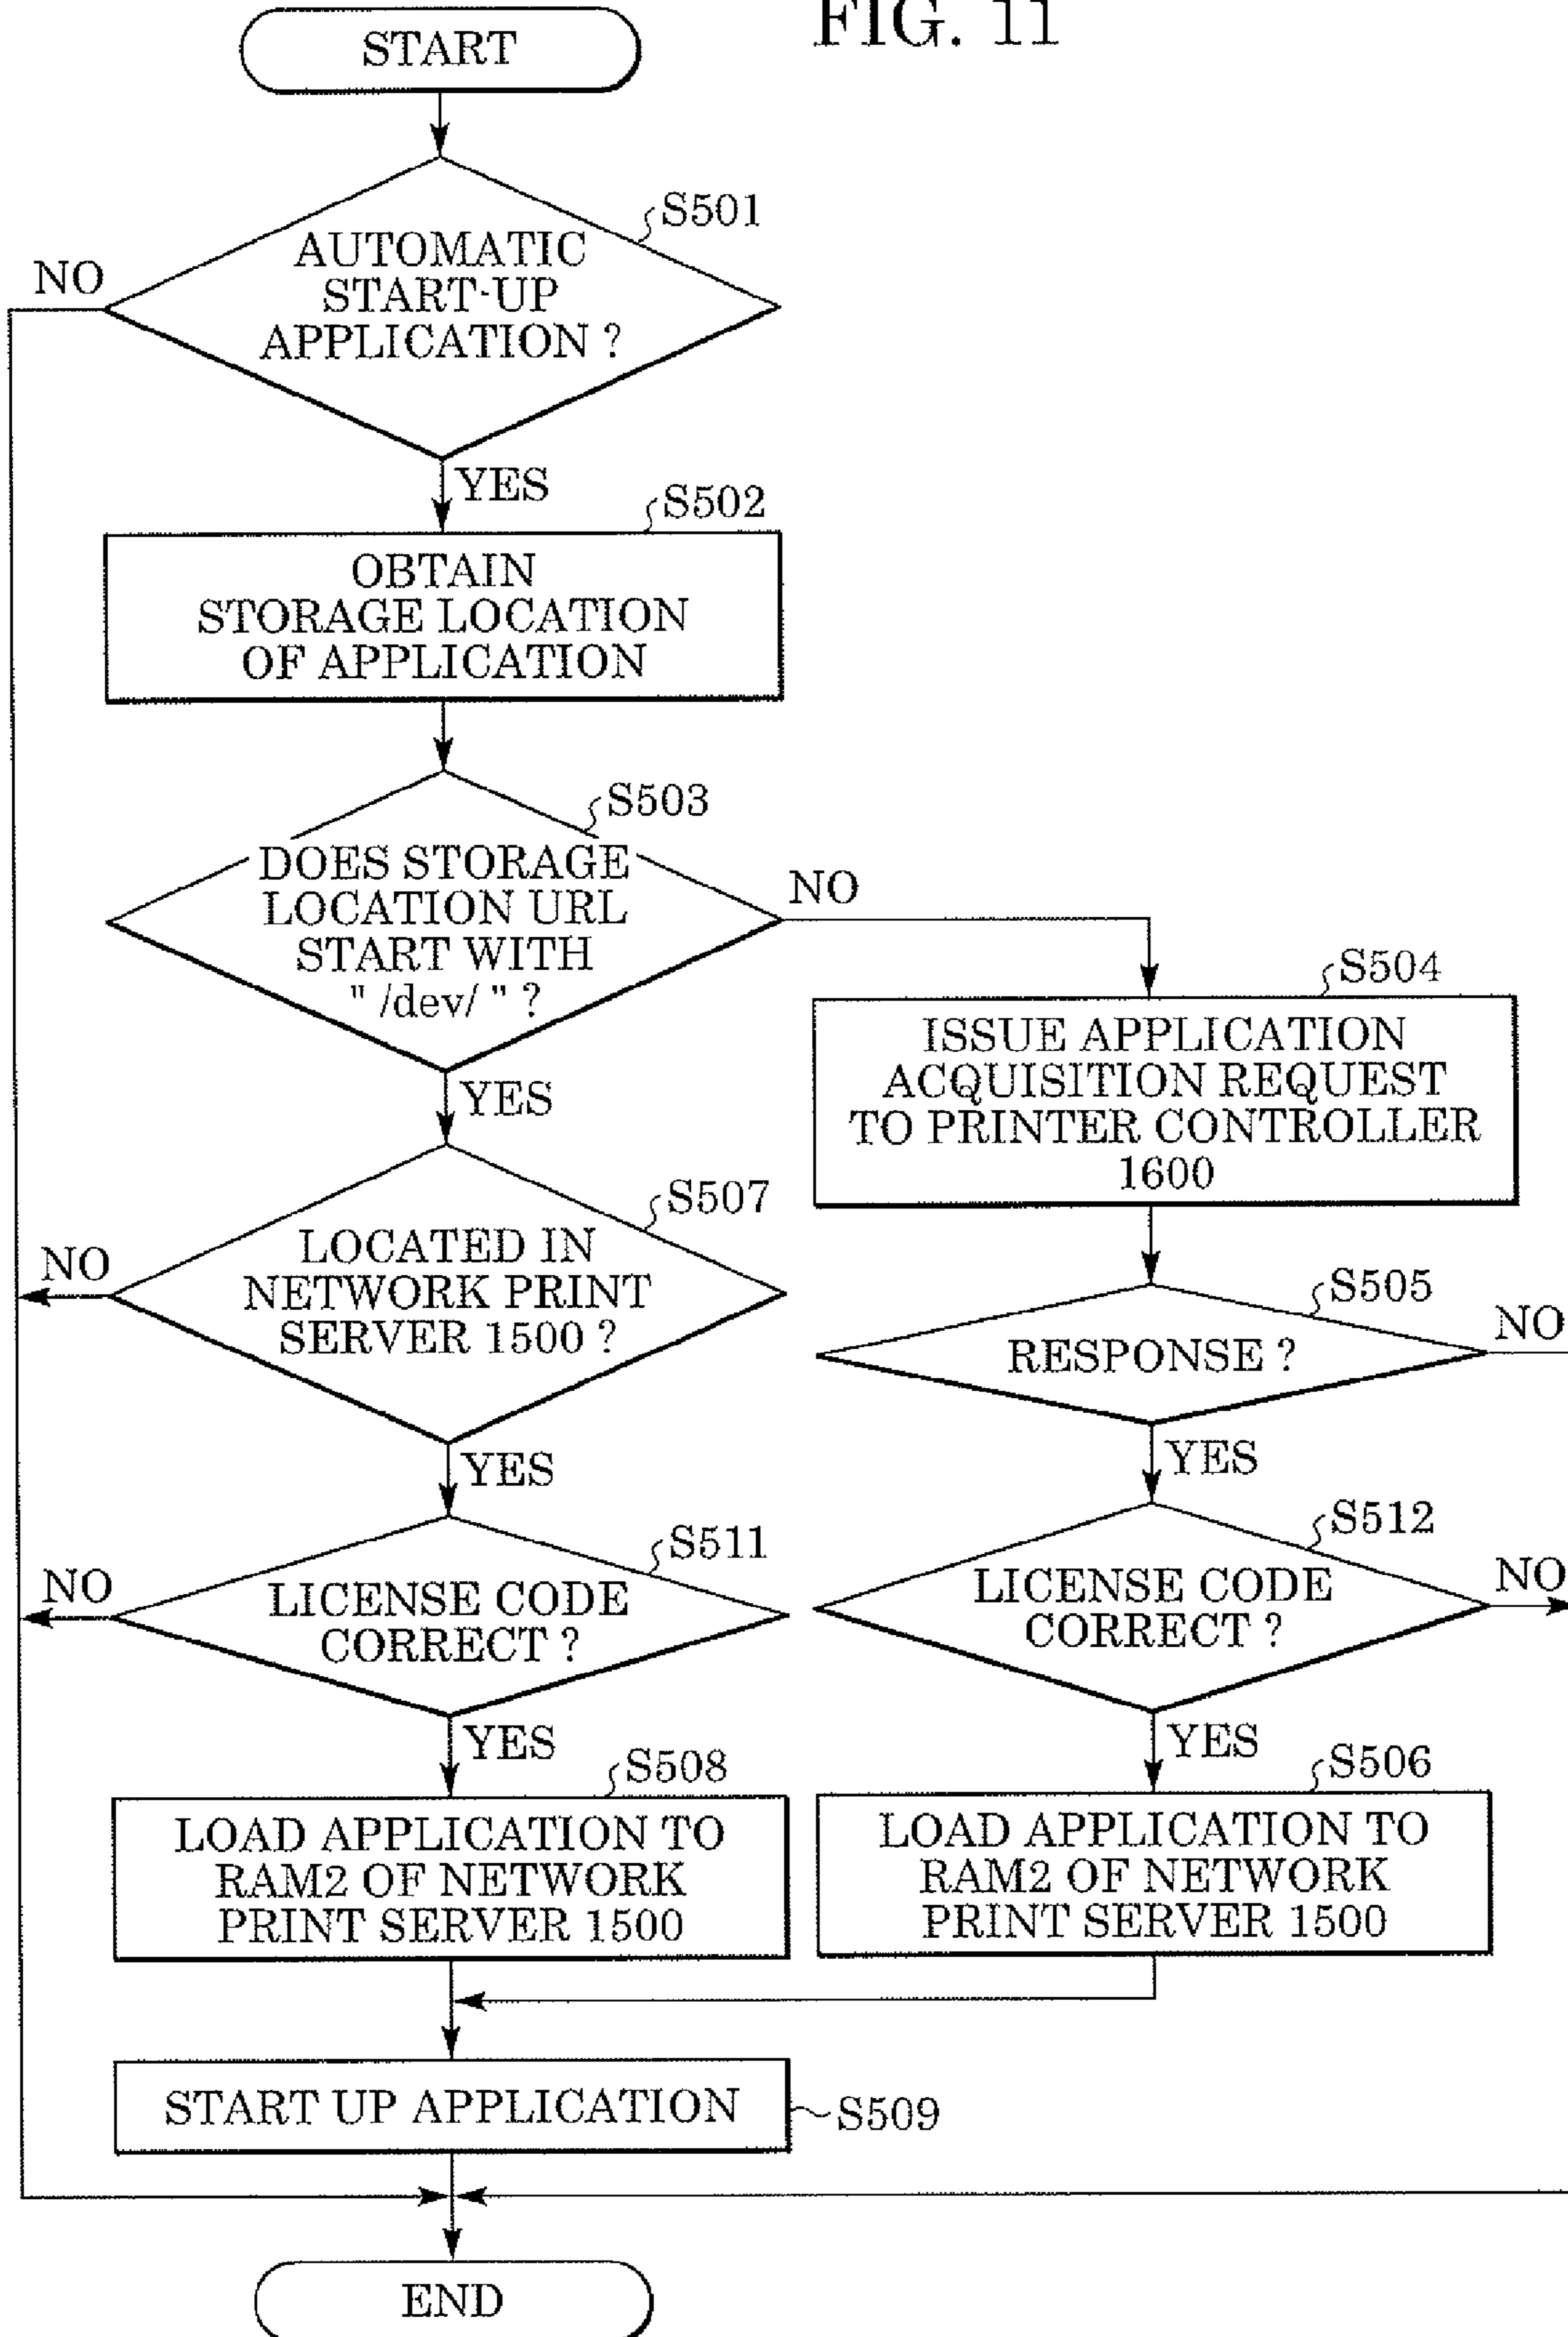 FIG. 11
START
S501
AUTOMATIC
START-UP
APPLICATION ?
NO
YES
S502
OBTAIN
STORAGE LOCATION
OF APPLICATION
S503
DOES STORAGE
LOCATION URL
START WITH
" /dev/ " ?
NO
YES
S504
ISSUE APPLICATION
ACQUISITION REQUEST
TO PRINTER CONTROLLER
1600
S507
LOCATED IN
NETWORK PRINT
SERVER 1500 ?
NO
YES
S505
RESPONSE ?
NO
YES
S511
LICENSE CODE
CORRECT ?
NO
YES
S512
LICENSE CODE
CORRECT ?
NO
YES
S508
LOAD APPLICATION TO
RAM2 OF NETWORK
PRINT SERVER 1500
S506
LOAD APPLICATION TO
RAM2 OF NETWORK
PRINT SERVER 1500
START UP APPLICATION
S509
END